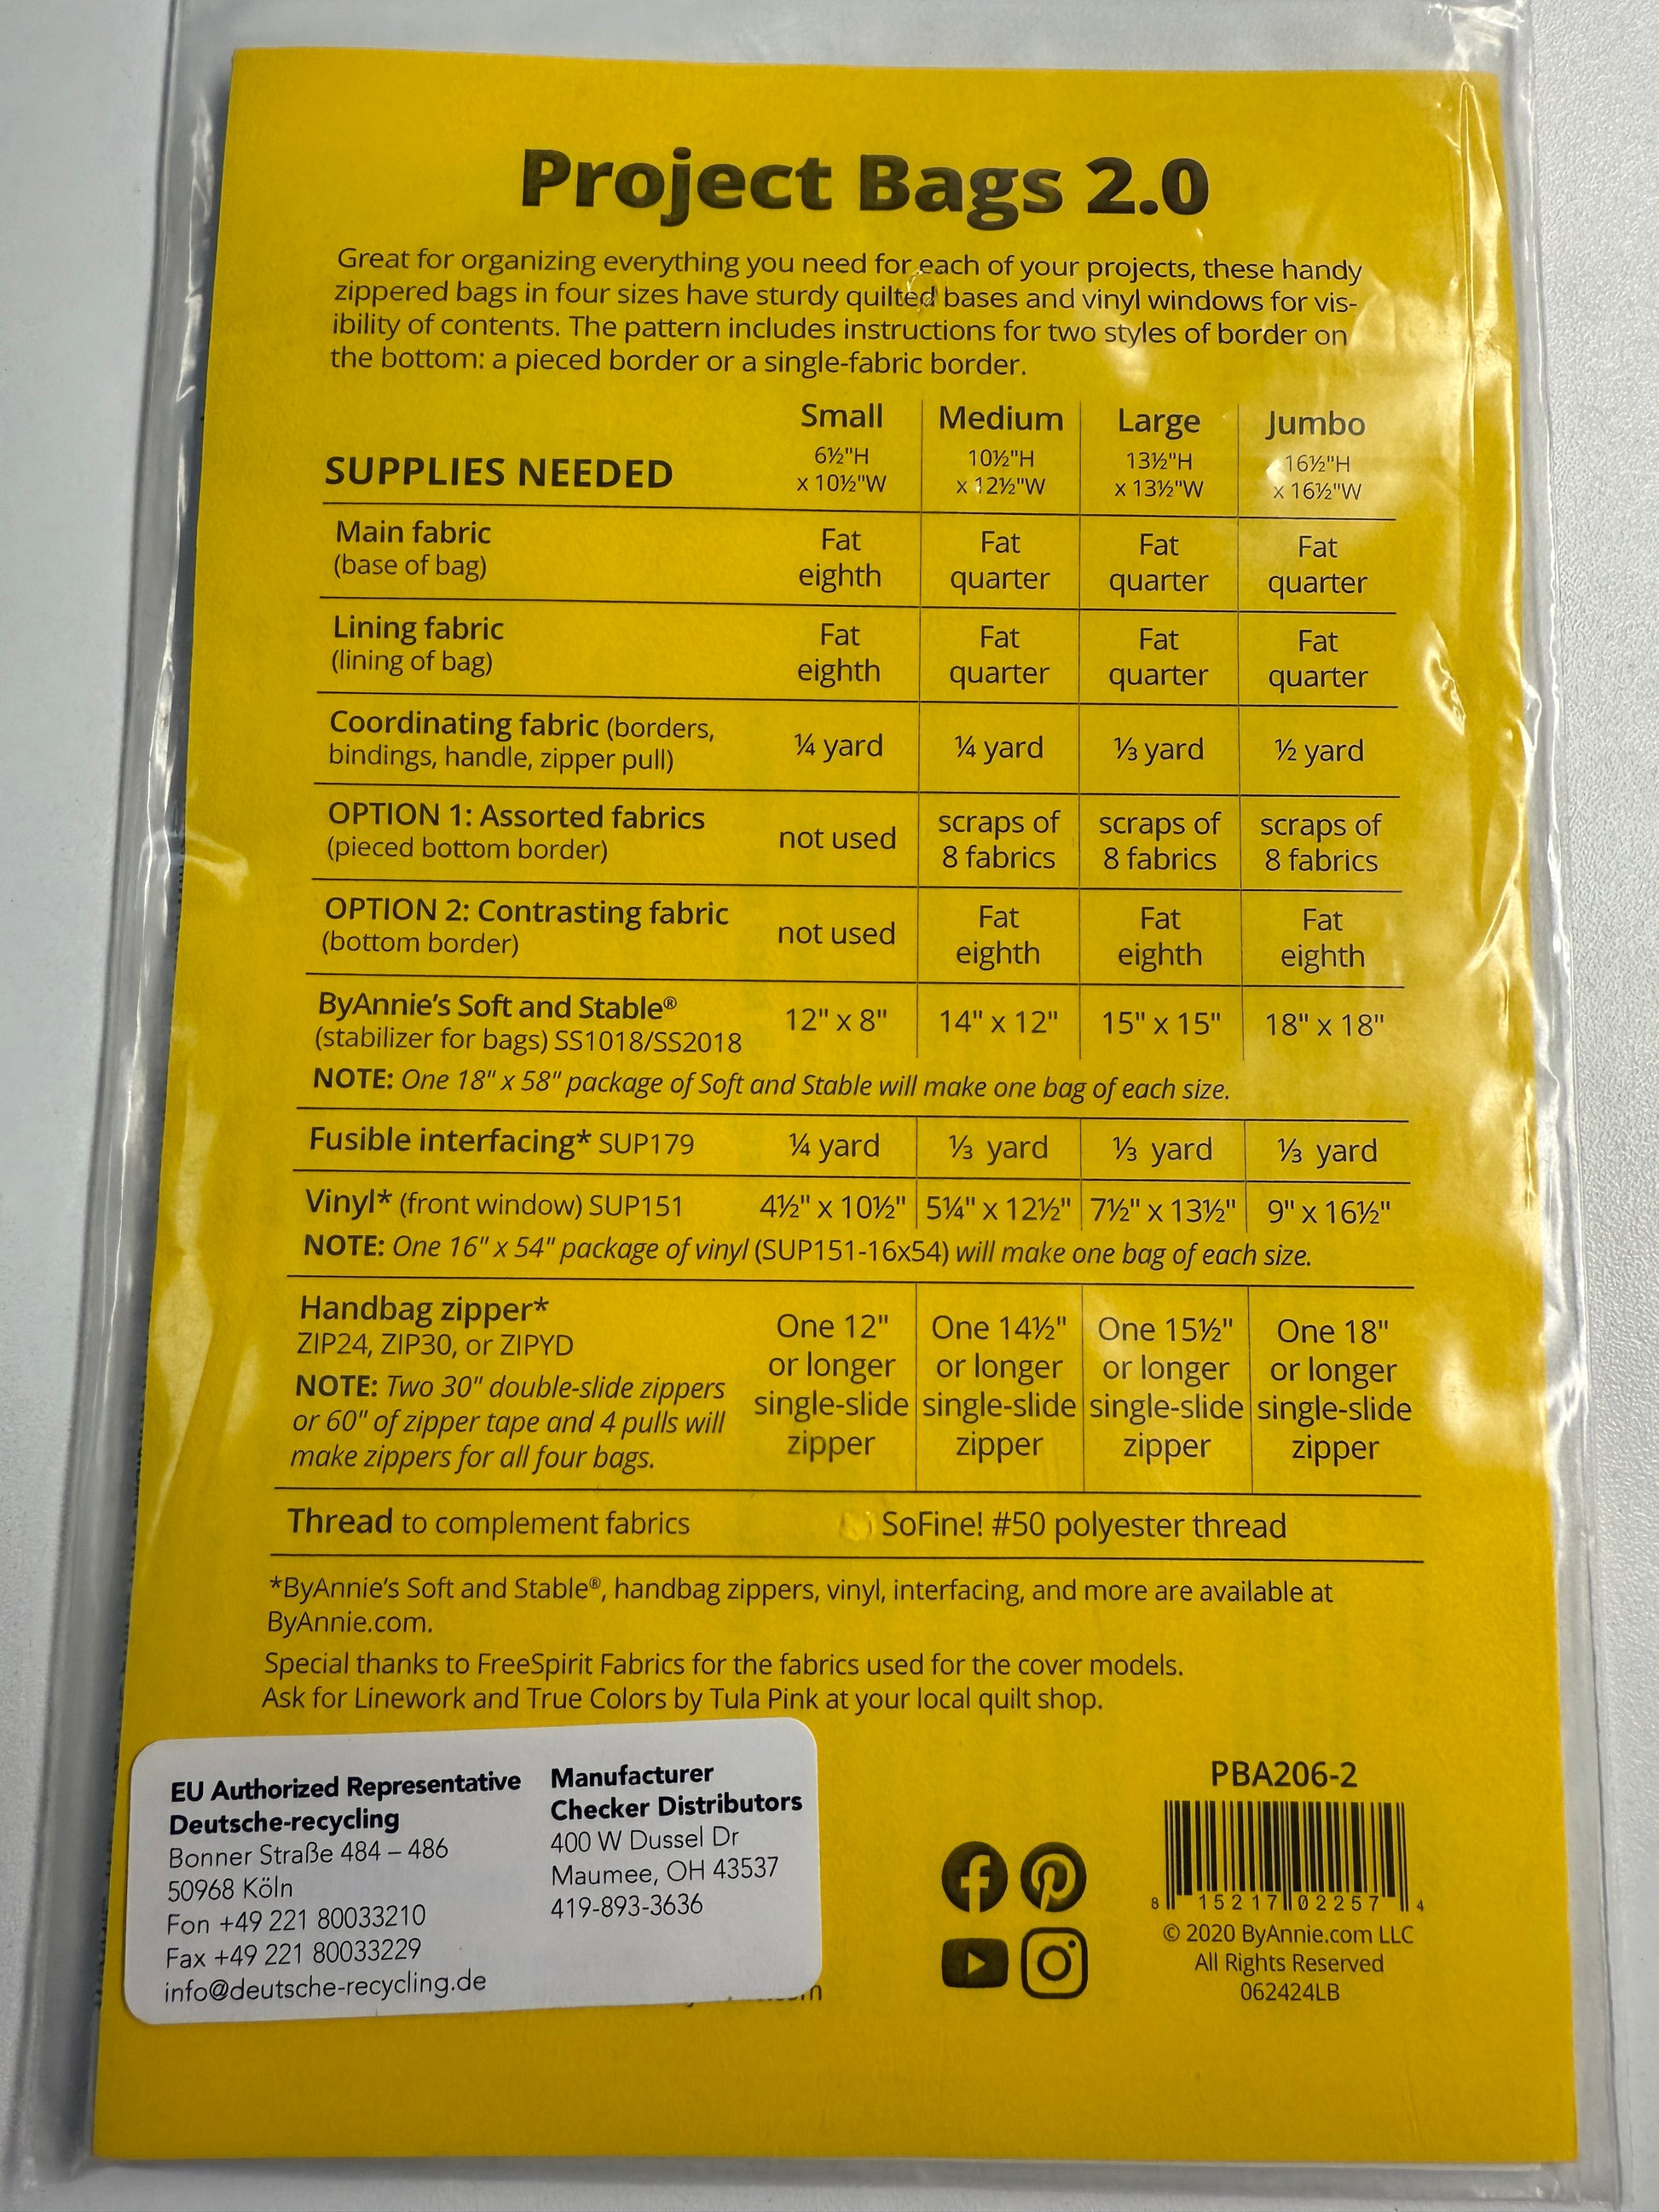 Project Bags 2.0
Great for organizing everything you need for each of your projects, these handy
zippered bags in four sizes have sturdy quilted bases and vinyl windows for vis-
ibility of contents. The pattern includes instructions for two styles of border on
the bottom: a pieced border or a single-fabric border.
SUPPLIES NEEDED
Small
6½"H
x 10½"W
Medium
10½"H
x 12½"W
Large
13½"H
x 13½"W
Jumbo
16½"H
x 16½"W
Main fabric
(base of bag)
Fat
eighth
Fat
quarter
Fat
quarter
Fat
quarter
Lining fabric
(lining of bag)
Fat
eighth
Fat
quarter
Fat
quarter
Fat
quarter
Coordinating fabric (borders,
bindings, handle, zipper pull)
¼ yard
¼ yard
⅓ yard
½ yard
OPTION 1: Assorted fabrics
(pieced bottom border)
not used
scraps of
8 fabrics
scraps of
8 fabrics
scraps of
8 fabrics
OPTION 2: Contrasting fabric
(bottom border)
not used
Fat
eighth
Fat
eighth
Fat
eighth
ByAnnie's Soft and Stable®
(stabilizer for bags) SS1018/SS2018
12" x 8"
14" x 12"
15" x 15"
18" x 18"
NOTE: One 18" x 58" package of Soft and Stable will make one bag of each size.
Fusible interfacing* SUP179
¼ yard
⅓ yard
⅓ yard
⅓ yard
Vinyl* (front window) SUP151
4½" x 10½"
5¼" x 12½"
7½" x 13½"
9" x 16½"
NOTE: One 16" x 54" package of vinyl (SUP151-16x54) will make one bag of each size.
Handbag zipper*
ZIP24, ZIP30, or ZIPYD
NOTE: Two 30" double-slide zippers
or 60" of zipper tape and 4 pulls will
make zippers for all four bags.
One 12"
or longer
single-slide
zipper
One 14½"
or longer
single-slide
zipper
One 15½"
or longer
single-slide
zipper
One 18"
or longer
single-slide
zipper
Thread to complement fabrics
SoFine! #50 polyester thread
*ByAnnie's Soft and Stable®, handbag zippers, vinyl, interfacing, and more are available at
ByAnnie.com.
Special thanks to FreeSpirit Fabrics for the fabrics used for the cover models.
Ask for Linework and True Colors by Tula Pink at your local quilt shop.
EU Authorized Representative
Deutsche-recycling
Bonner Straße 484 – 486
50968 Köln
Fon +49 221 80033210
Fax +49 221 80033229
info@deutsche-recycling.de
Manufacturer
Checker Distributors
400 W Dussel Dr
Maumee, OH 43537
419-893-3636
PBA206-2
8 15217 02257 4
© 2020 ByAnnie.com LLC
All Rights Reserved
062424LB